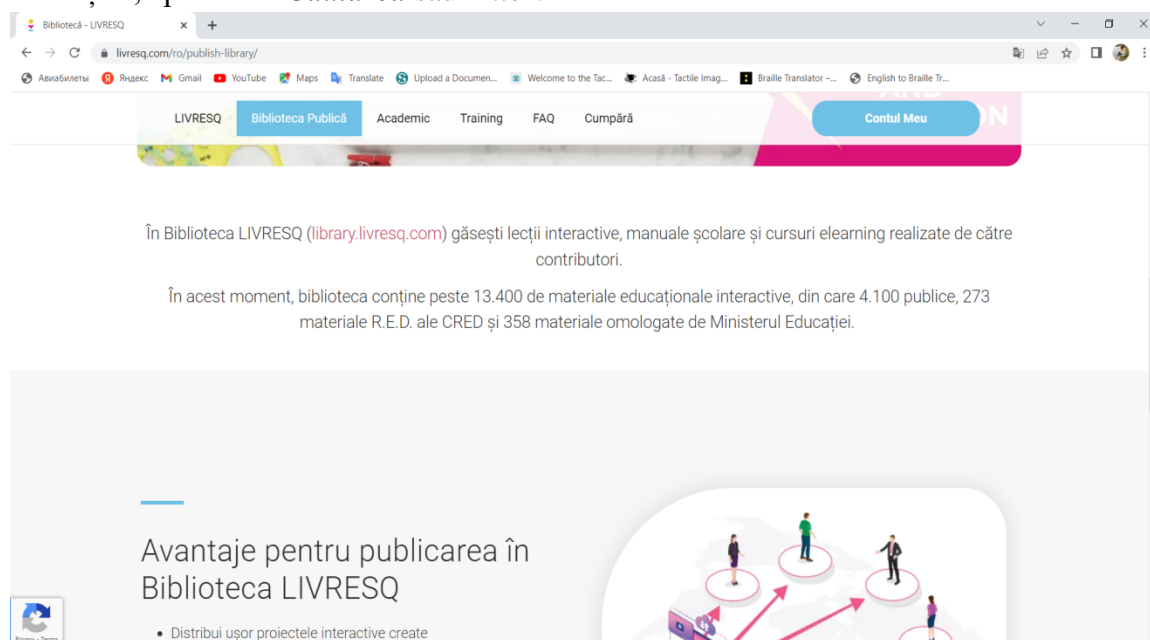 Bibliotecă - LIVRESQ
livresq.com/ro/publish-library/
Авиабилеты Яндекс Gmail YouTube Maps Translate Upload a Documen... Welcome to the Tac... Acasă - Tactile Imag... Braille Translator –... English to Braille Tr...
LIVRESQ Biblioteca Publică Academic Training FAQ Cumpără Contul Meu
În Biblioteca LIVRESQ (library.livresq.com) găsești lecții interactive, manuale școlare și cursuri elearning realizate de către
contributori.
În acest moment, biblioteca conține peste 13.400 de materiale educaționale interactive, din care 4.100 publice, 273
materiale R.E.D. ale CRED și 358 materiale omologate de Ministerul Educației.
Avantaje pentru publicarea în
Biblioteca LIVRESQ
• Distribui ușor proiectele interactive create